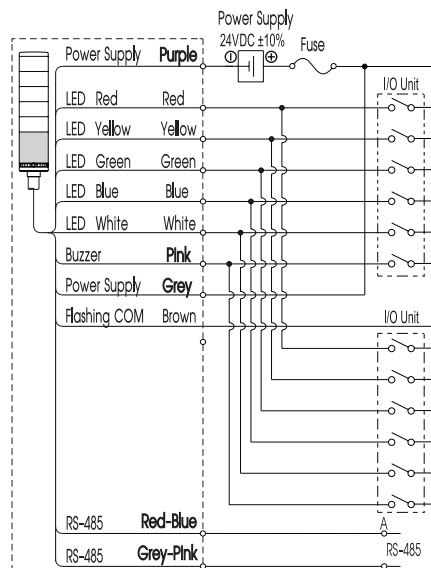 Power Supply
24VDC ±10%
Fuse
Power Supply Purple
I/O Unit
LED Red Red
LED Yellow Yellow
LED Green Green
LED Blue Blue
LED White White
Buzzer Pink
Power Supply Grey
Flashing COM Brown
I/O Unit
RS-485 Red-Blue
A
RS-485 Grey-Pink
RS-485